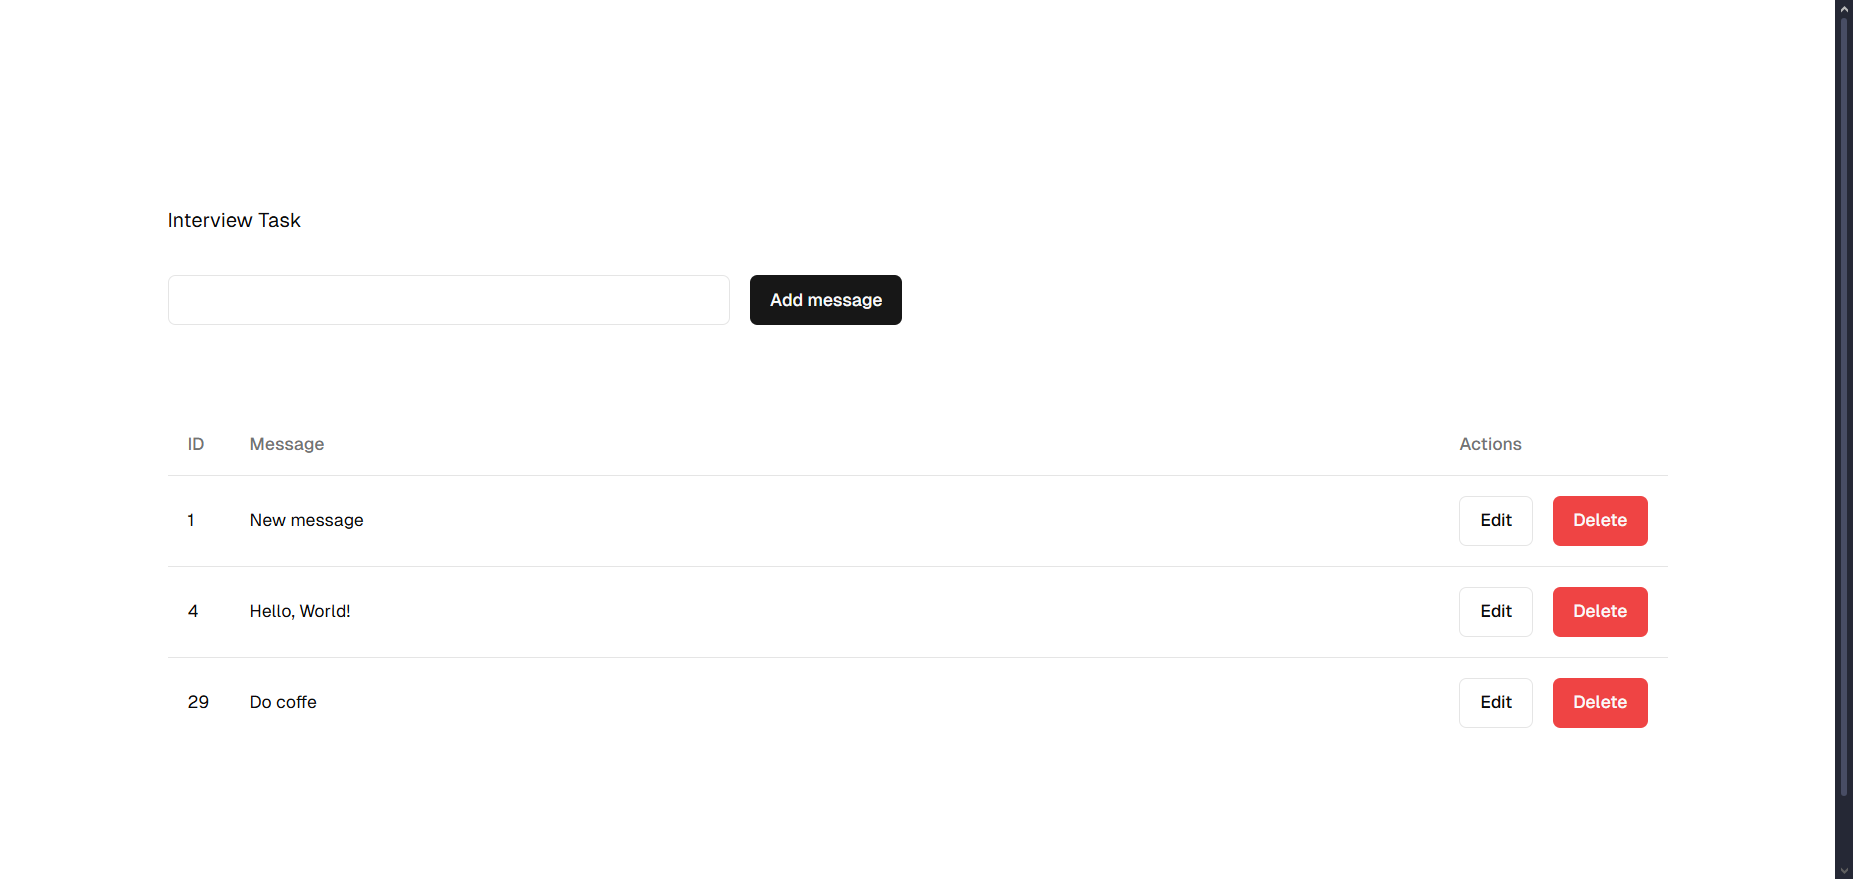 Interview Task
Add message
ID Message Actions
1 New message Edit Delete
4 Hello, World! Edit Delete
29 Do coffe Edit Delete